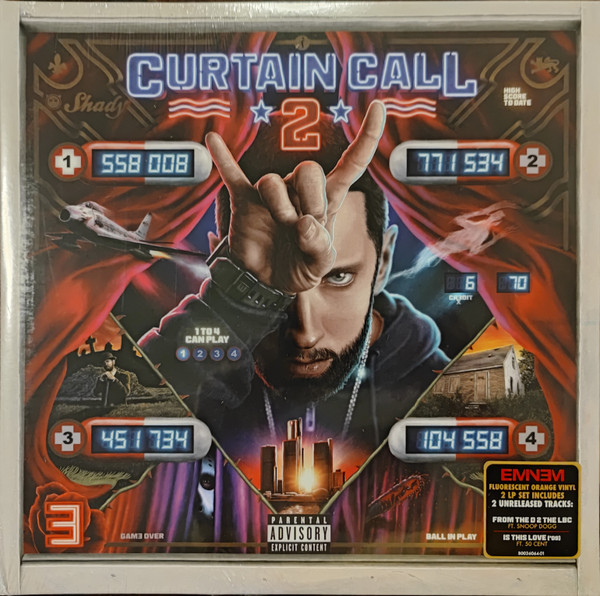 CURTAIN CALL
2
Shady
HIGH
SCORE
TO DATE
1
558 008
771 534
2
6
70
CREDIT
1 TO 4
CAN PLAY
1 2 3 4
3
451 734
104 558
4
EMINƎM
FLUORESCENT ORANGE VINYL
2 LP SET INCLUDES
2 UNRELEASED TRACKS:
FROM THE D 2 THE LBC
FT. SNOOP DOGG
IS THIS LOVE ('09)
FT. 50 CENT
PARENTAL
ADVISORY
EXPLICIT CONTENT
GAM3 OVER
BALL IN PLAY